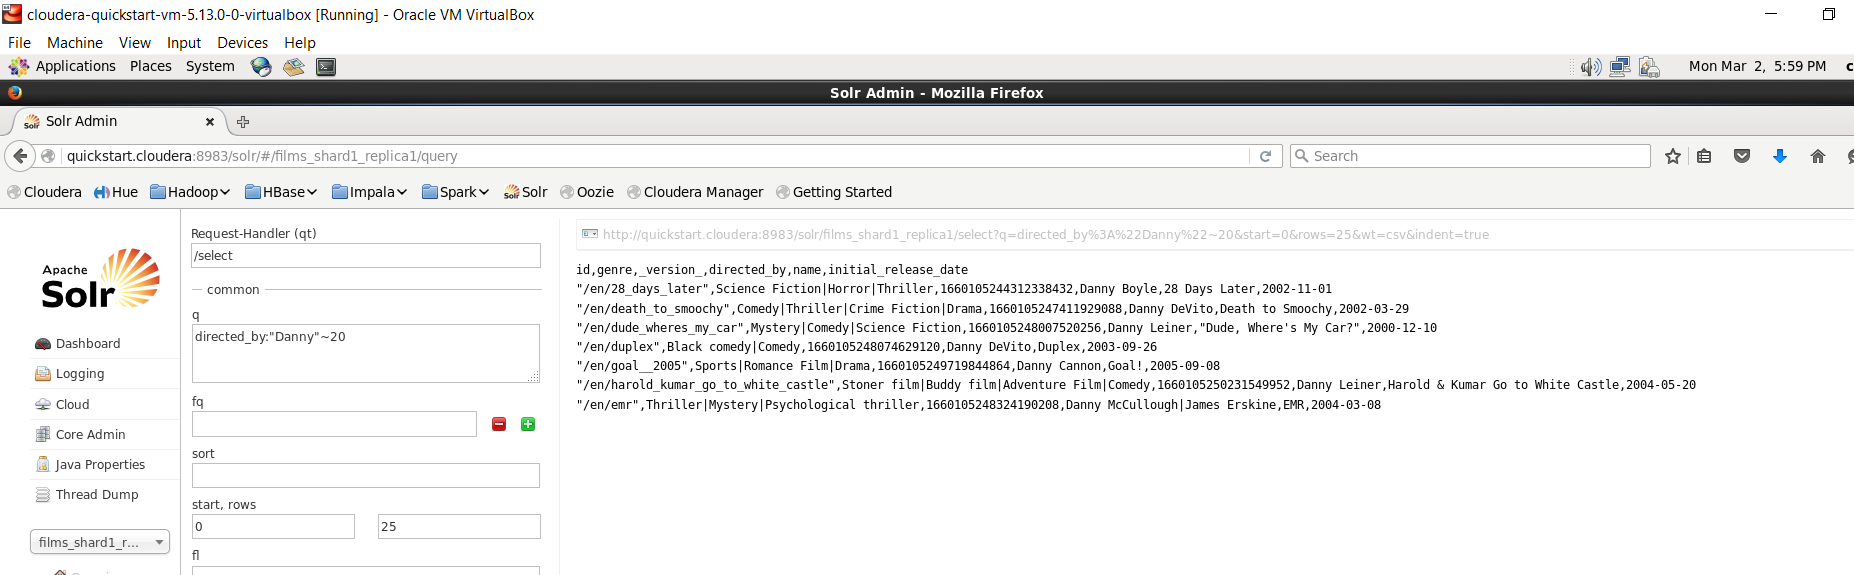 cloudera-quickstart-vm-5.13.0-0-virtualbox [Running] - Oracle VM VirtualBox
File Machine View Input Devices Help
Applications Places System Mon Mar 2, 5:59 PM c
Solr Admin - Mozilla Firefox
Solr Admin
quickstart.cloudera:8983/solr/#/films_shard1_replica1/query
Search
Cloudera Hue Hadoop HBase Impala Spark Solr Oozie Cloudera Manager Getting Started
Apache
Solr
Dashboard
Logging
Cloud
Core Admin
Java Properties
Thread Dump
films_shard1_r...
Request-Handler (qt)
/select
common
q
directed_by:"Danny"~20
fq
sort
start, rows
0 25
fl
http://quickstart.cloudera:8983/solr/films_shard1_replica1/select?q=directed_by%3A%22Danny%22~20&start=0&rows=25&wt=csv&indent=true
id,genre,_version_,directed_by,name,initial_release_date
"/en/28_days_later",Science Fiction|Horror|Thriller,1660105244312338432,Danny Boyle,28 Days Later,2002-11-01
"/en/death_to_smoochy",Comedy|Thriller|Crime Fiction|Drama,1660105247411929088,Danny DeVito,Death to Smoochy,2002-03-29
"/en/dude_wheres_my_car",Mystery|Comedy|Science Fiction,1660105248007520256,Danny Leiner,"Dude, Where's My Car?",2000-12-10
"/en/duplex",Black comedy|Comedy,1660105248074629120,Danny DeVito,Duplex,2003-09-26
"/en/goal__2005",Sports|Romance Film|Drama,1660105249719844864,Danny Cannon,Goal!,2005-09-08
"/en/harold_kumar_go_to_white_castle",Stoner film|Buddy film|Adventure Film|Comedy,1660105250231549952,Danny Leiner,Harold & Kumar Go to White Castle,2004-05-20
"/en/emr",Thriller|Mystery|Psychological thriller,1660105248324190208,Danny McCullough|James Erskine,EMR,2004-03-08